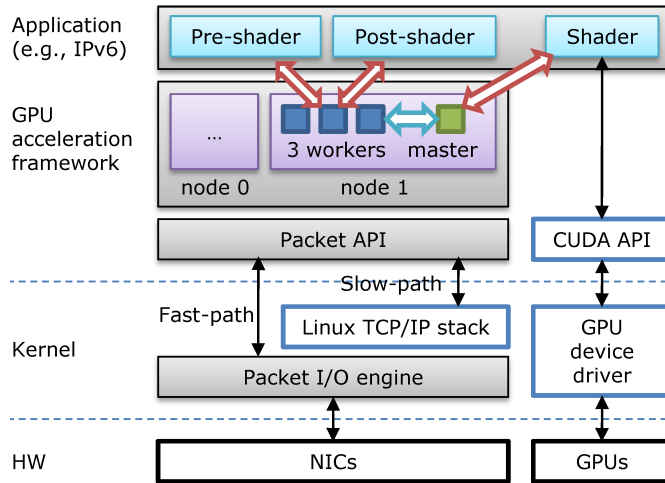 Application
(e.g., IPv6)
Pre-shader
Post-shader
Shader
GPU
acceleration
framework
...
3 workers
master
node 0
node 1
Packet API
CUDA API
Slow-path
Fast-path
Linux TCP/IP stack
GPU
device
driver
Kernel
Packet I/O engine
HW
NICs
GPUs